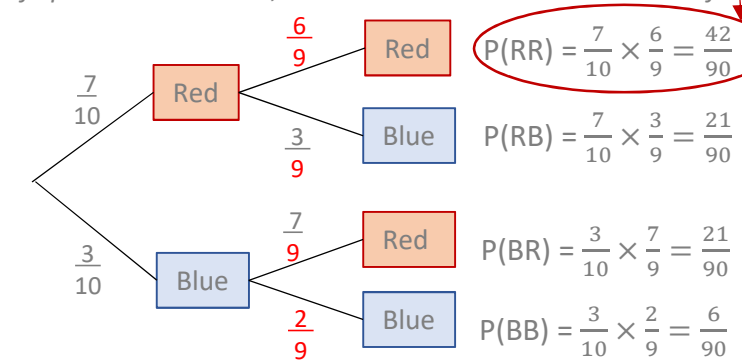 6/9
Red P(RR) = 7/10 × 6/9 = 42/90
7/10
Red
3/9
Blue P(RB) = 7/10 × 3/9 = 21/90
7/9
Red P(BR) = 3/10 × 7/9 = 21/90
3/10
Blue
2/9
Blue P(BB) = 3/10 × 2/9 = 6/90